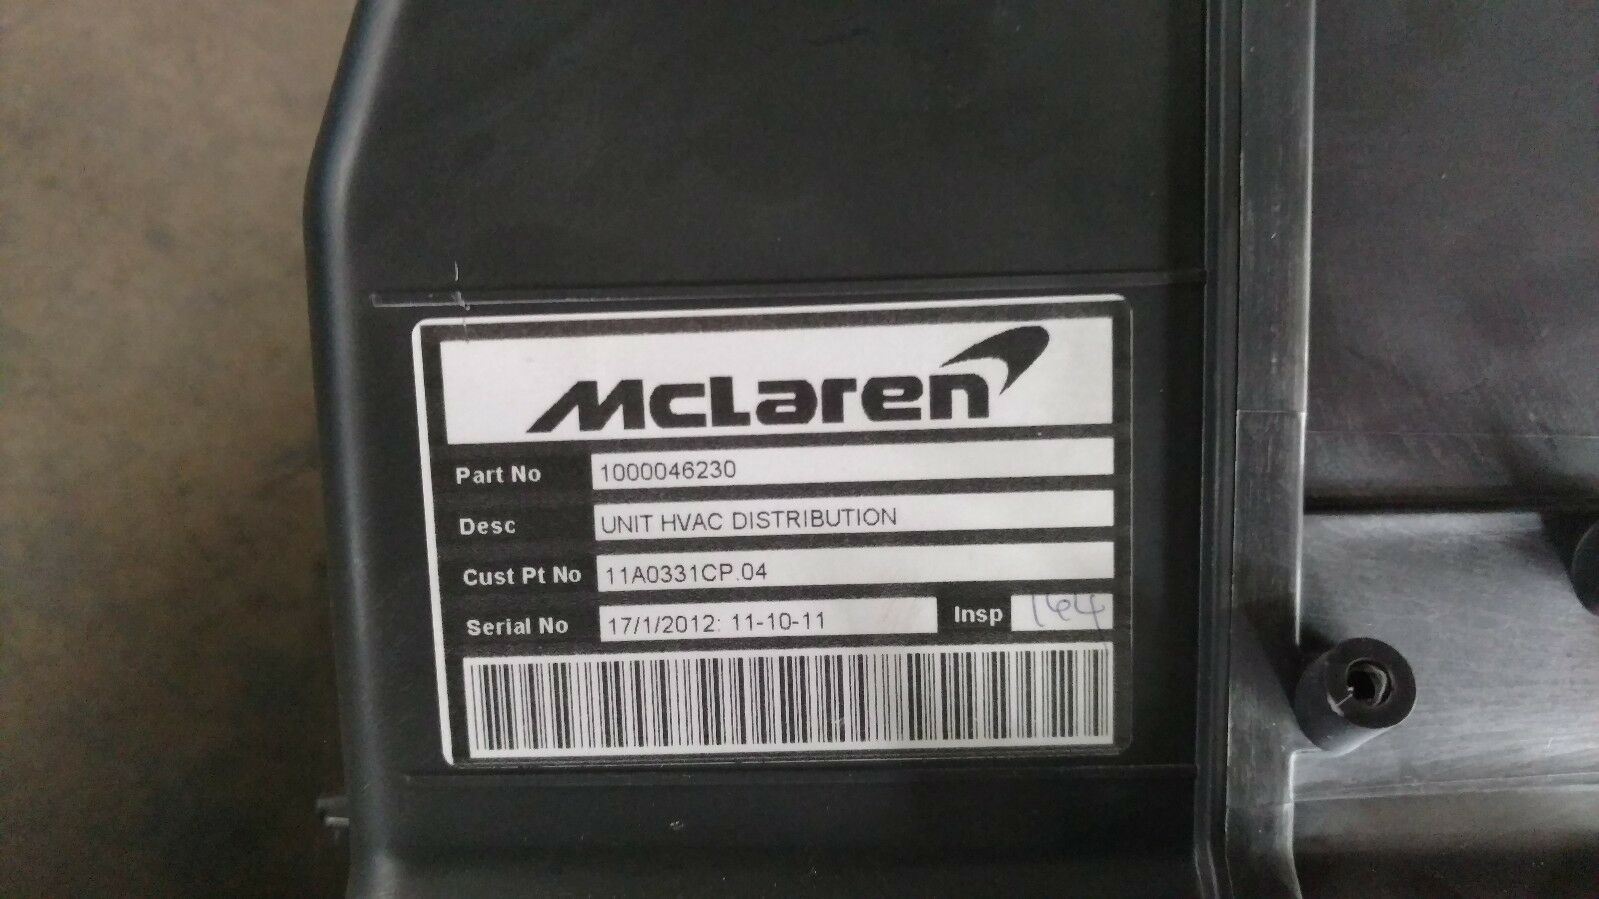 McLaren
Part No 1000046230
Desc UNIT HVAC DISTRIBUTION
Cust Pt No 11A0331CP.04
Serial No 17/1/2012: 11-10-11 Insp 164